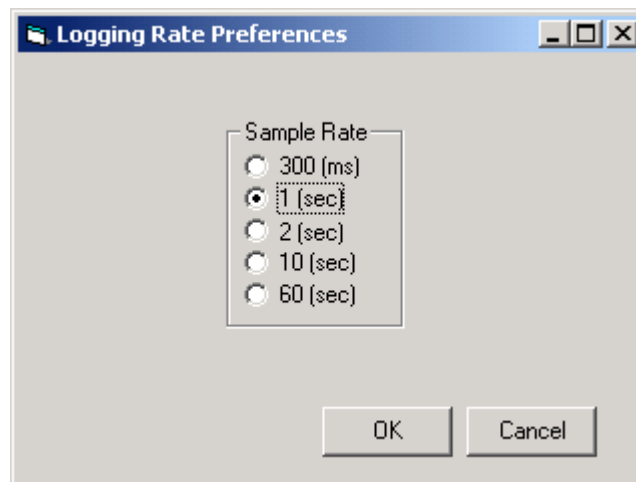 Logging Rate Preferences
Sample Rate
300 (ms)
1 (sec)
2 (sec)
10 (sec)
60 (sec)
OK
Cancel